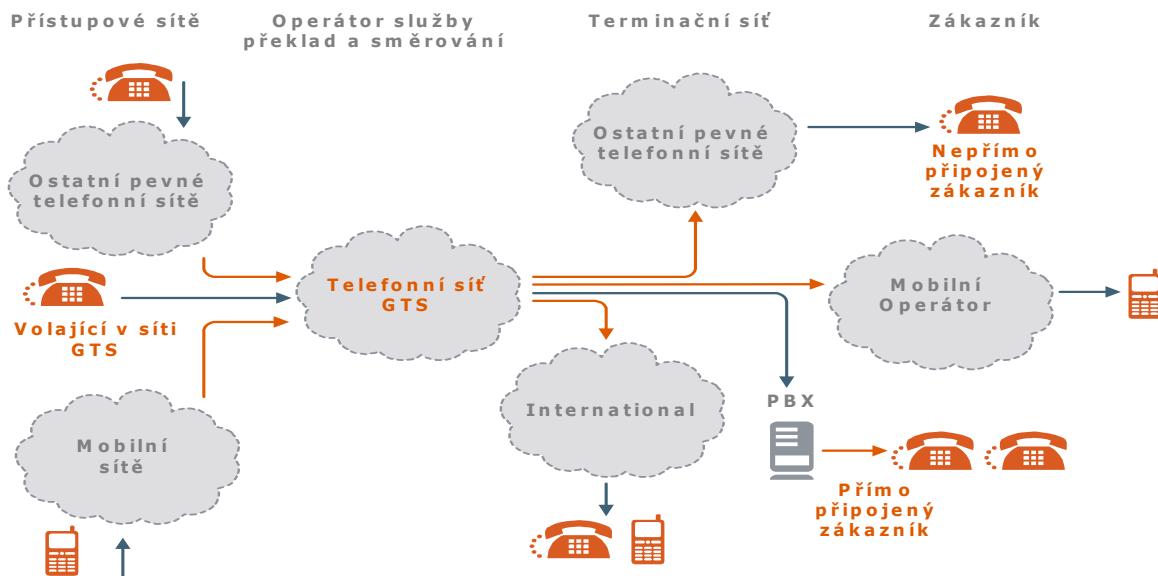 Přístupové sítě
Operátor služby
překlad a směrování
Terminační síť
Zákazník
Ostatní pevné
telefonní sítě
Volající v síti
GTS
Mobilní
sítě
Telefonní síť
GTS
Ostatní pevné
telefonní sítě
International
Nepřímo
připojený
zákazník
Mobilní
Operátor
PBX
Přímo
připojený
zákazník